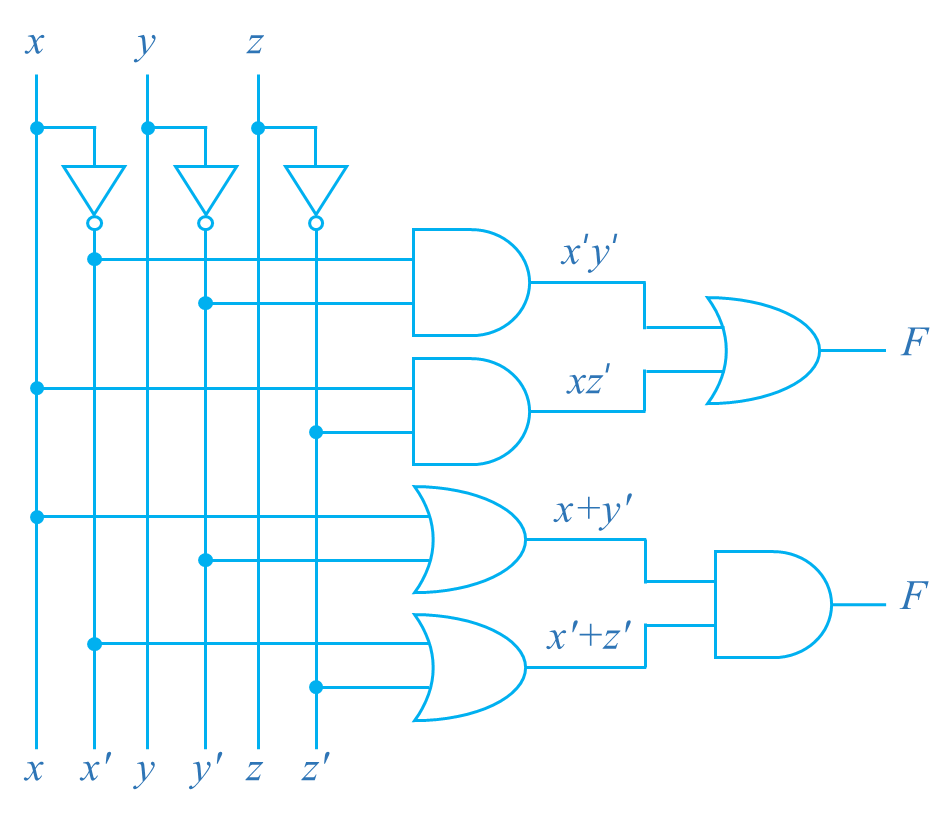 x y z
x′y′
F
xz′
x+y′
F
x′+z′
x x′ y y′ z z′